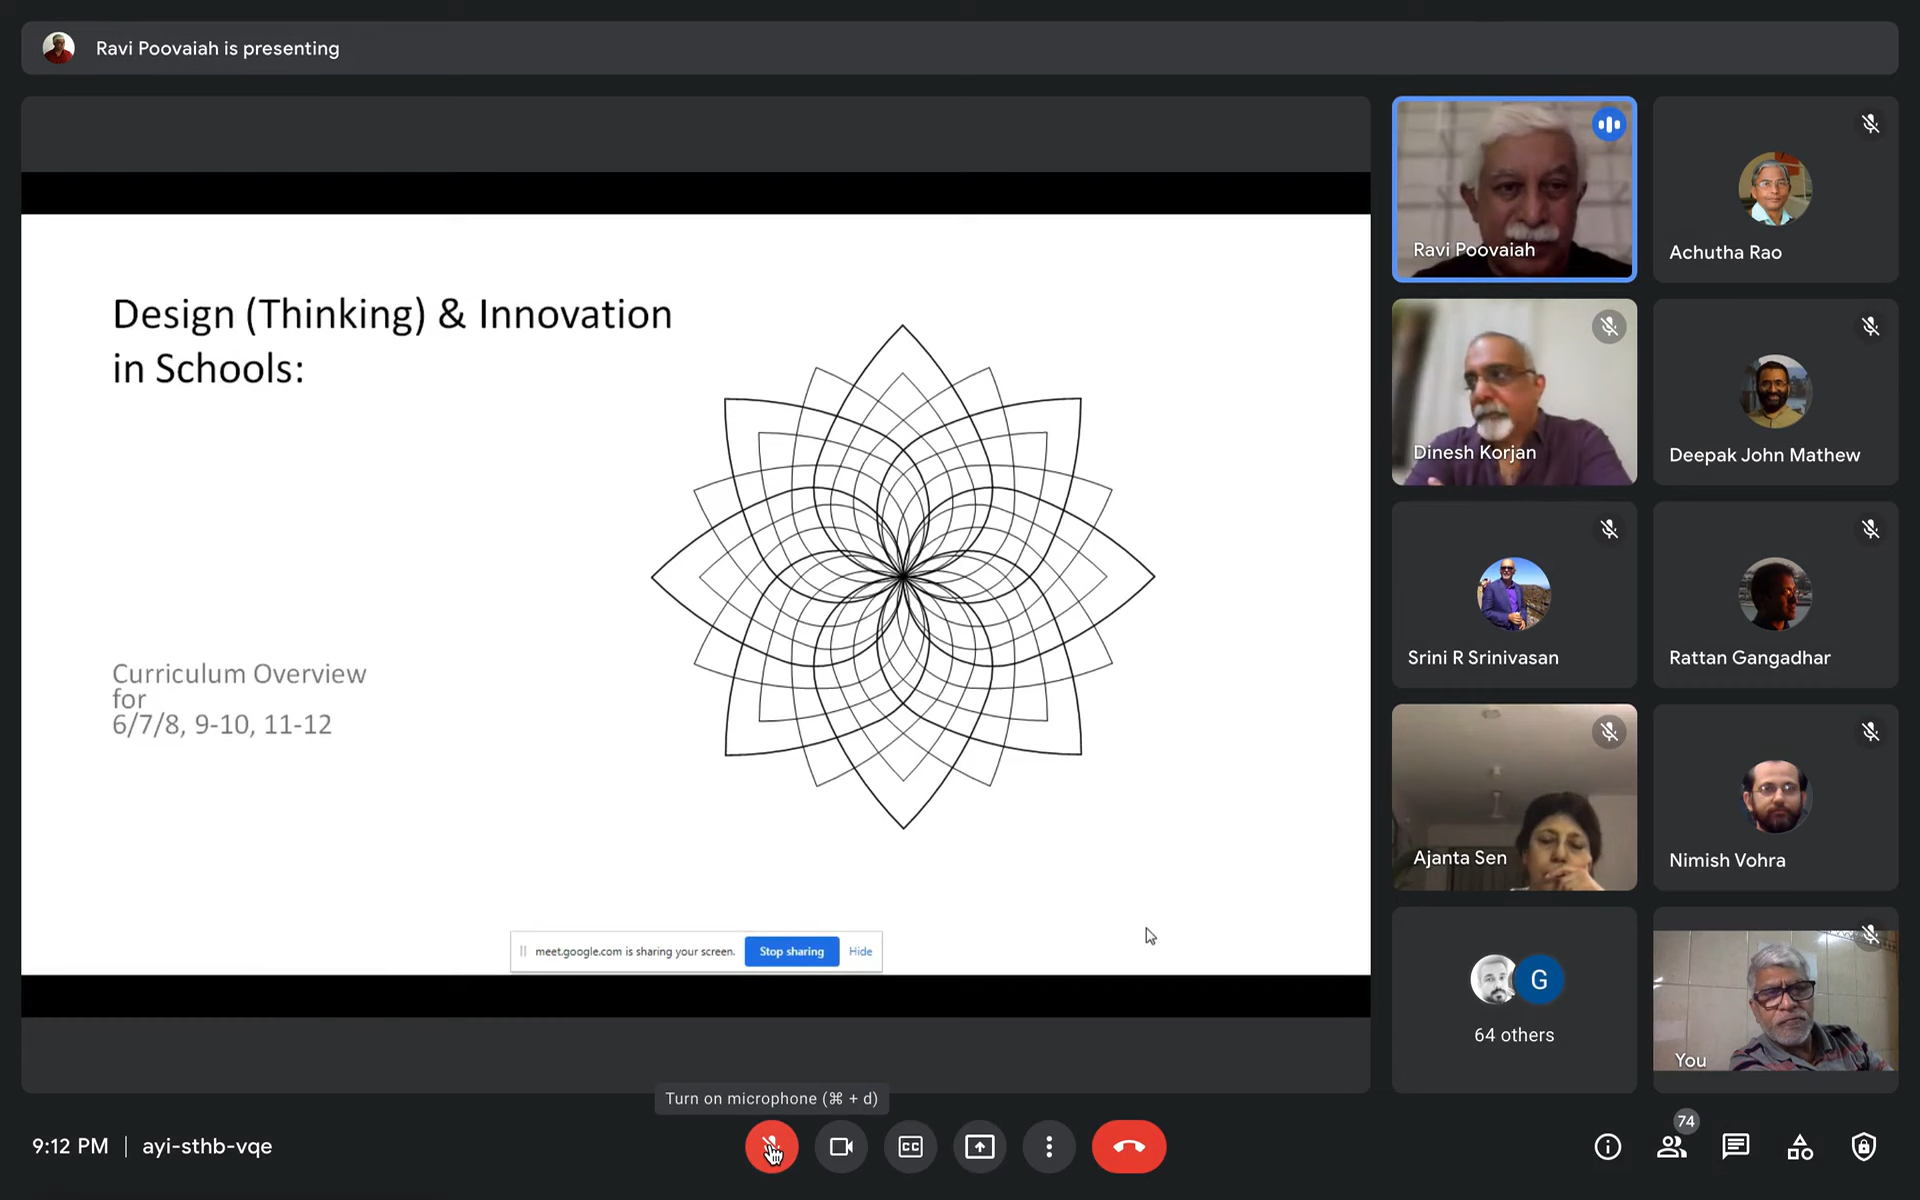 Ravi Poovaiah is presenting
Design (Thinking) & Innovation
in Schools:
Curriculum Overview
for
6/7/8, 9-10, 11-12
meet.google.com is sharing your screen.
Stop sharing
Hide
Ravi Poovaiah
Achutha Rao
Dinesh Korjan
Deepak John Mathew
Srini R Srinivasan
Rattan Gangadhar
Ajanta Sen
Nimish Vohra
G
64 others
You
Turn on microphone (⌘ + d)
9:12 PM | ayi-sthb-vqe
CC
74